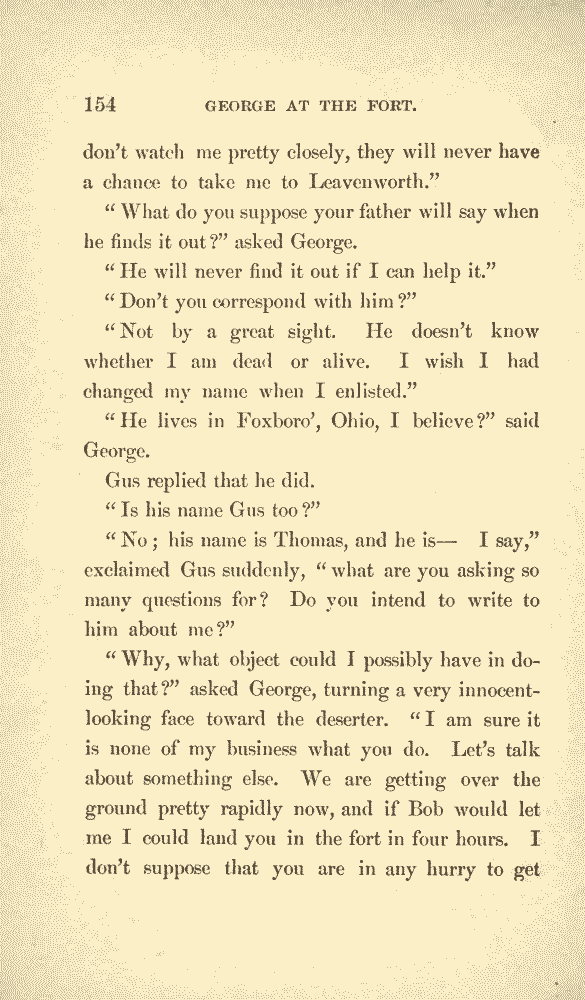 154 GEORGE AT THE FORT.
don't watch me pretty closely, they will never have
a chance to take me to Leavenworth."
"What do you suppose your father will say when
he finds it out?" asked George.
"He will never find it out if I can help it."
"Don't you correspond with him?"
"Not by a great sight. He doesn't know
whether I am dead or alive. I wish I had
changed my name when I enlisted."
"He lives in Foxboro', Ohio, I believe?" said
George.
Gus replied that he did.
"Is his name Gus too?"
"No; his name is Thomas, and he is— I say,"
exclaimed Gus suddenly, "what are you asking so
many questions for? Do you intend to write to
him about me?"
"Why, what object could I possibly have in do-
ing that?" asked George, turning a very innocent-
looking face toward the deserter. "I am sure it
is none of my business what you do. Let's talk
about something else. We are getting over the
ground pretty rapidly now, and if Bob would let
me I could land you in the fort in four hours. I
don't suppose that you are in any hurry to get